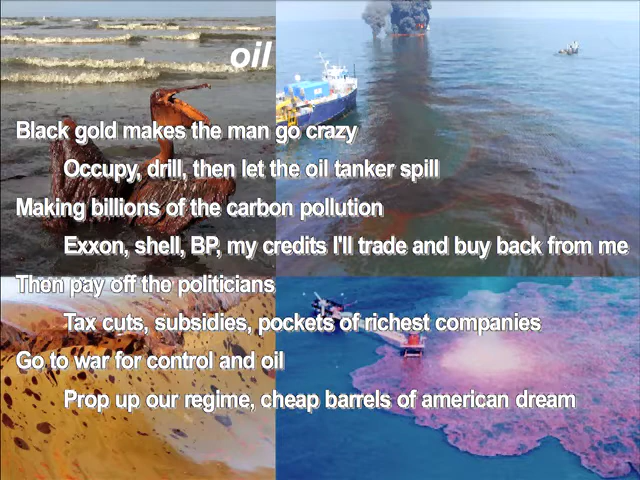 oil
Black gold makes the man go crazy
Occupy, drill, then let the oil tanker spill
Making billions of the carbon pollution
Exxon, shell, BP, my credits I'll trade and buy back from me
Then pay off the politicians
Tax cuts, subsidies, pockets of richest companies
Go to war for control and oil
Prop up our regime, cheap barrels of american dream